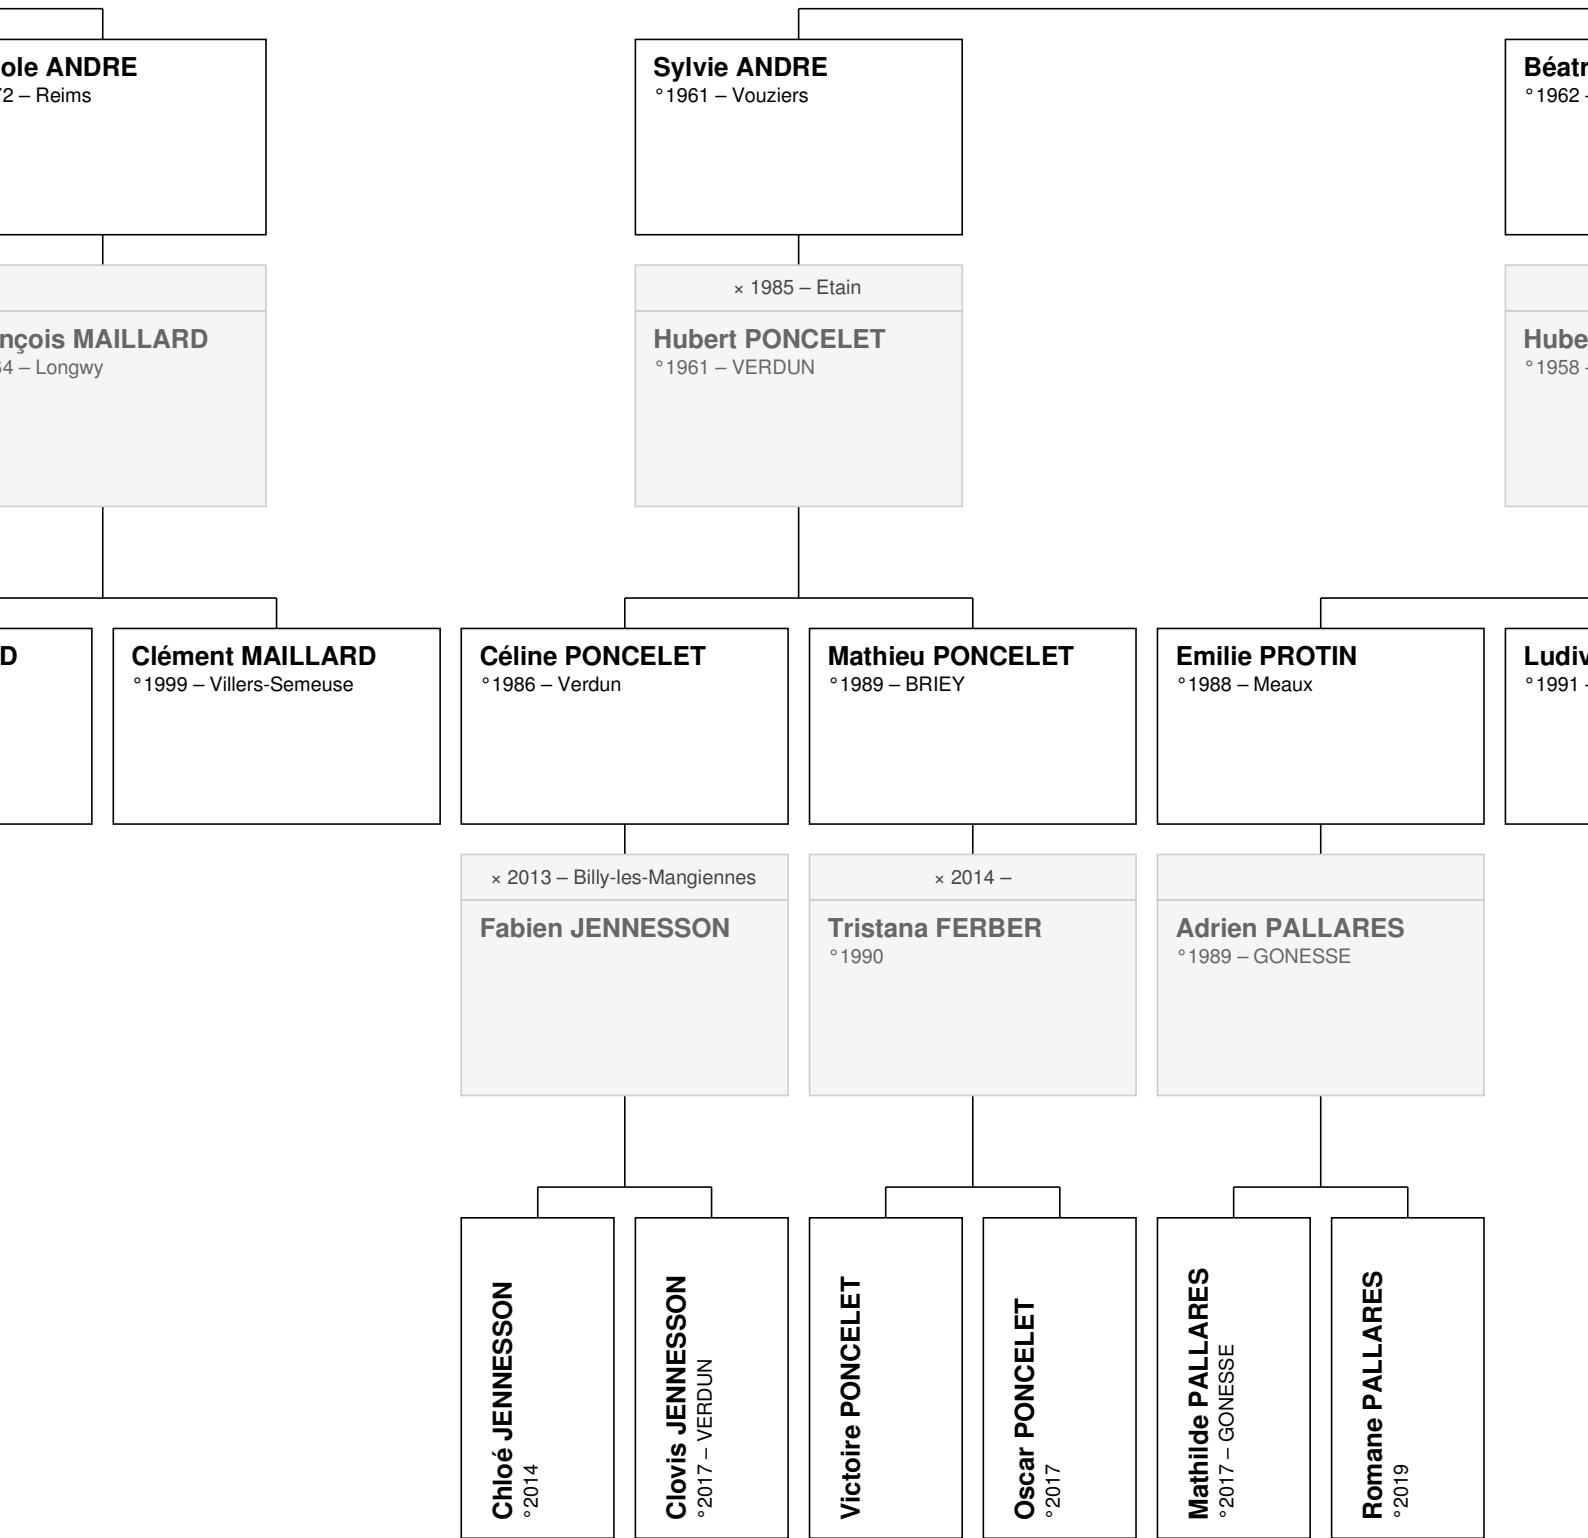 ole ANDRE
2 – Reims
Sylvie ANDRE
°1961 – Vouziers
Béatr
°1962 -
nçois MAILLARD
4 – Longwy
× 1985 – Etain
Hubert PONCELET
°1961 – VERDUN
Hube
°1958 -
D
Clément MAILLARD
°1999 – Villers-Semeuse
Céline PONCELET
°1986 – Verdun
Mathieu PONCELET
°1989 – BRIEY
Emilie PROTIN
°1988 – Meaux
Ludiv
°1991 -
× 2013 – Billy-les-Mangiennes
Fabien JENNESSON
× 2014 –
Tristana FERBER
°1990
Adrien PALLARES
°1989 – GONESSE
Chloé JENNESSON
°2014
Clovis JENNESSON
°2017 – VERDUN
Victoire PONCELET
Oscar PONCELET
°2017
Mathilde PALLARES
°2017 – GONESSE
Romane PALLARES
°2019